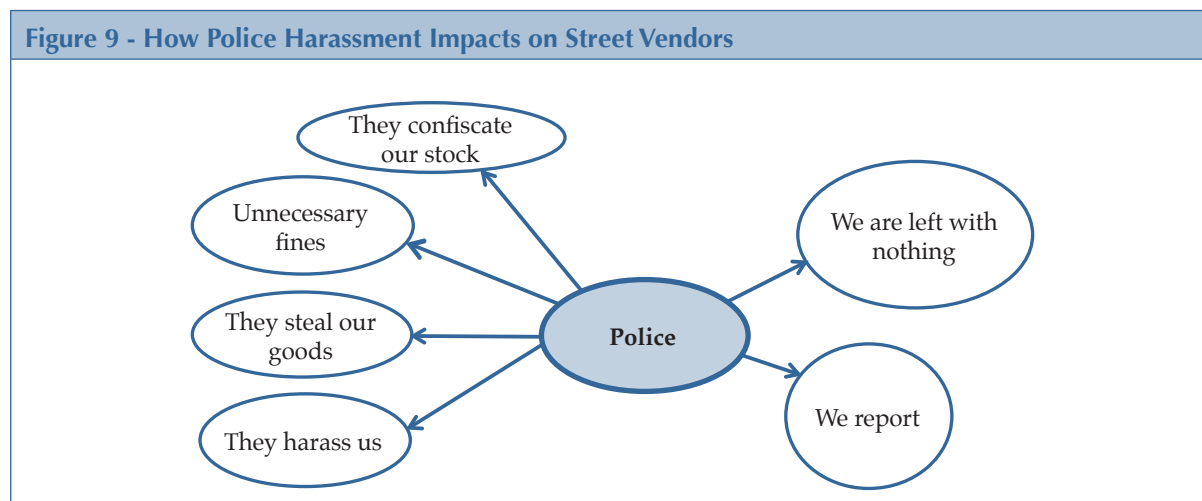 Figure 9 - How Police Harassment Impacts on Street Vendors
They confiscate
our stock
Unnecessary
fines
We are left with
nothing
They steal our
goods
Police
We report
They harass us